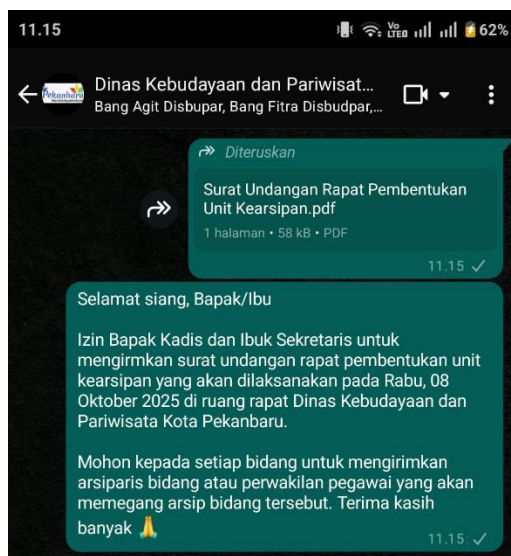 11.15
Vo
LTE
62%
Pekanbaru
Dinas Kebudayaan dan Pariwisat...
Bang Agit Disbupar, Bang Fitra Disbudpar,...
Diteruskan
Surat Undangan Rapat Pembentukan
Unit Kearsipan.pdf
1 halaman • 58 kB • PDF
11.15
Selamat siang, Bapak/Ibu
Izin Bapak Kadis dan Ibuk Sekretaris untuk
mengirmkan surat undangan rapat pembentukan unit
kearsipan yang akan dilaksanakan pada Rabu, 08
Oktober 2025 di ruang rapat Dinas Kebudayaan dan
Pariwisata Kota Pekanbaru.
Mohon kepada setiap bidang untuk mengirimkan
arsiparis bidang atau perwakilan pegawai yang akan
memegang arsip bidang tersebut. Terima kasih
banyak 🙏
11.15